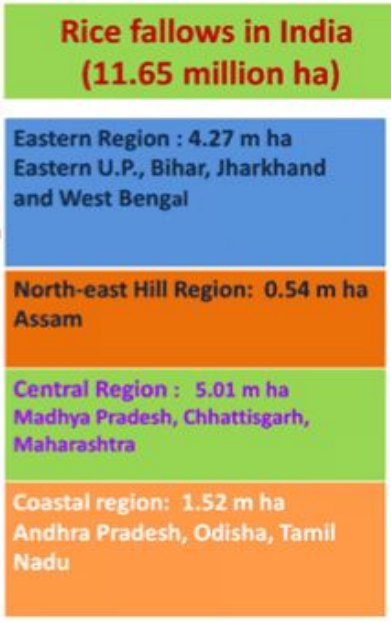 Rice fallows in India
(11.65 million ha)
Eastern Region : 4.27 m ha
Eastern U.P., Bihar, Jharkhand
and West Bengal
North-east Hill Region: 0.54 m ha
Assam
Central Region : 5.01 m ha
Madhya Pradesh, Chhattisgarh,
Maharashtra
Coastal region: 1.52 m ha
Andhra Pradesh, Odisha, Tamil
Nadu